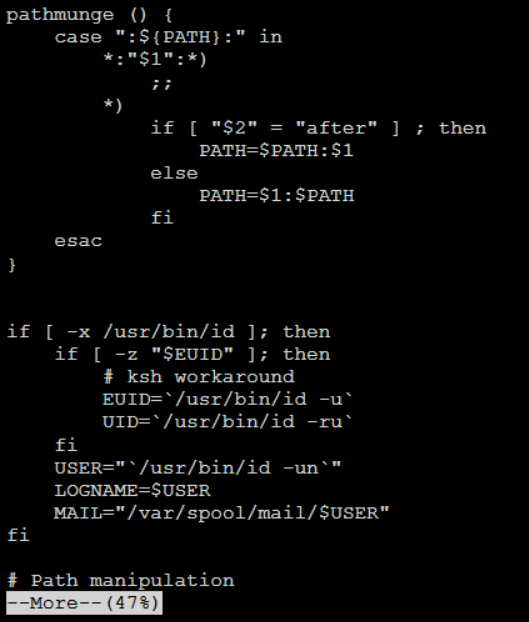 pathmunge () {
    case ":${PATH}:" in
        *:"$1":*)
            ;;
        *)
            if [ "$2" = "after" ] ; then
                PATH=$PATH:$1
            else
                PATH=$1:$PATH
            fi
    esac
}
if [ -x /usr/bin/id ]; then
    if [ -z "$EUID" ]; then
        # ksh workaround
        EUID=`/usr/bin/id -u`
        UID=`/usr/bin/id -ru`
    fi
    USER="`/usr/bin/id -un`"
    LOGNAME=$USER
    MAIL="/var/spool/mail/$USER"
fi
# Path manipulation
--More--(47%)